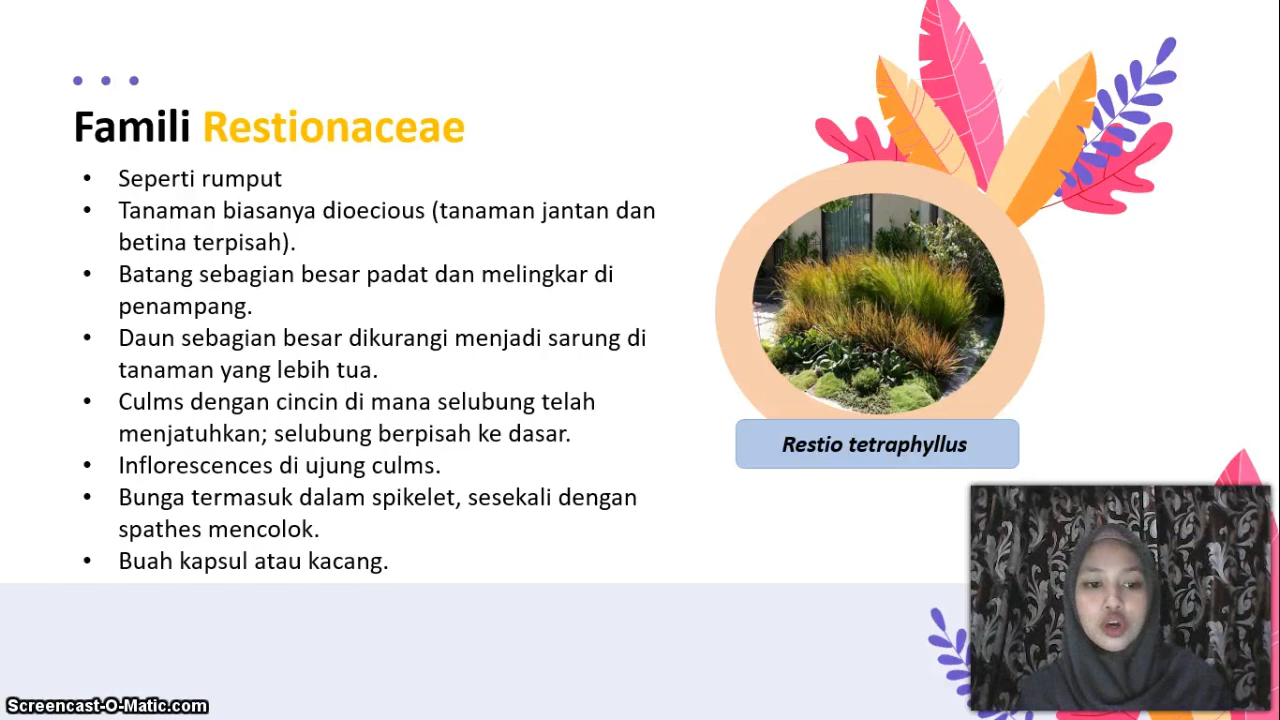 Famili Restionaceae
• Seperti rumput
• Tanaman biasanya dioecious (tanaman jantan dan
betina terpisah).
• Batang sebagian besar padat dan melingkar di
penampang.
• Daun sebagian besar dikurangi menjadi sarung di
tanaman yang lebih tua.
• Culms dengan cincin di mana selubung telah
menjatuhkan; selubung berpisah ke dasar.
• Inflorescences di ujung culms.
• Bunga termasuk dalam spikelet, sesekali dengan
spathes mencolok.
• Buah kapsul atau kacang.
Restio tetraphyllus
Screencast-O-Matic.com